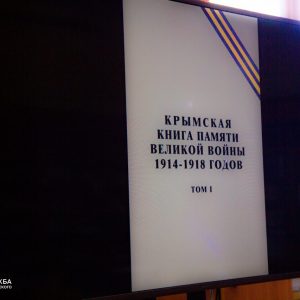 КРЫМСКАЯ
КНИГА ПАМЯТИ
ВЕЛИКОЙ ВОЙНЫ
1914-1918 ГОДОВ
ТОМ I